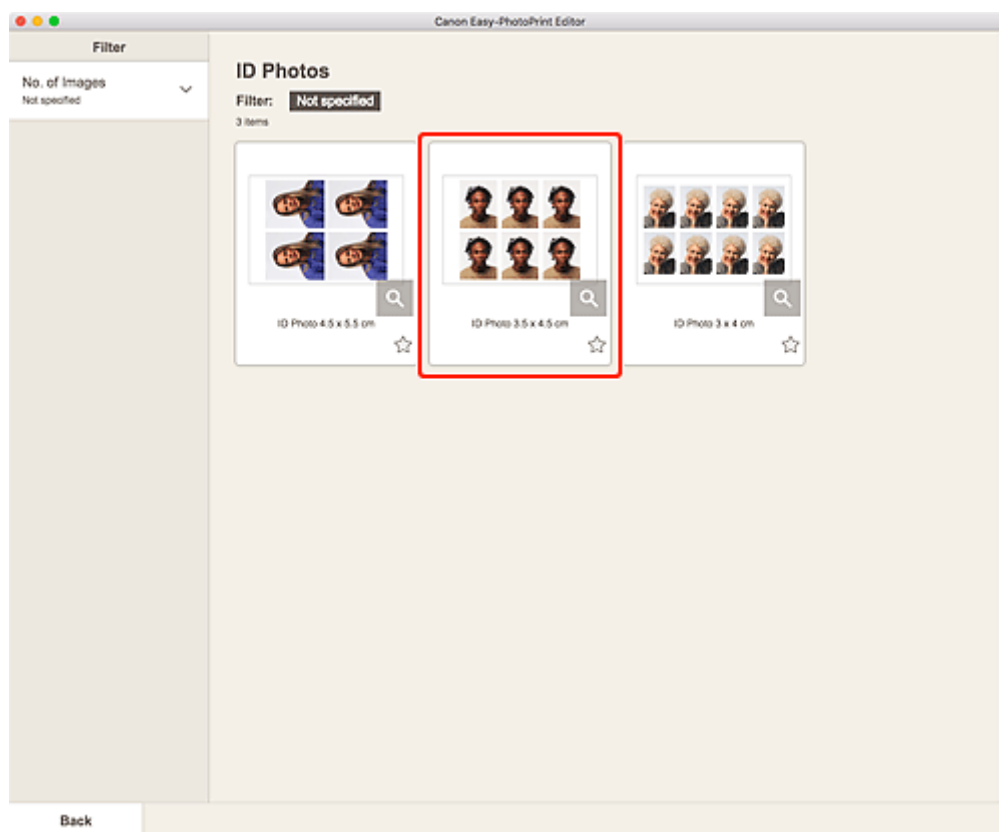 Canon Easy-PhotoPrint Editor
Filter
No. of Images
Not specified
ID Photos
Filter: Not specified
3 items
ID Photo 4.5 x 5.5 cm
ID Photo 3.5 x 4.5 cm
ID Photo 3 x 4 cm
Back